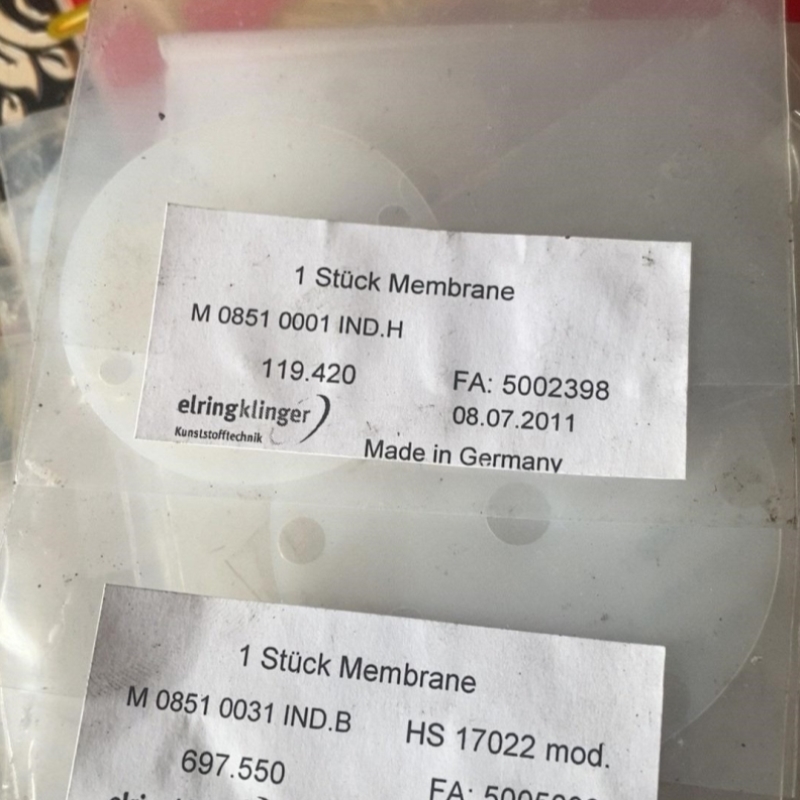 1 Stück Membrane
M 0851 0001 IND.H
119.420
FA: 5002398
elringklinger
08.07.2011
Kunststofftechnik
Made in Germany
1 Stück Membrane
M 0851 0031 IND.B
HS 17022 mod.
697.550
FA: